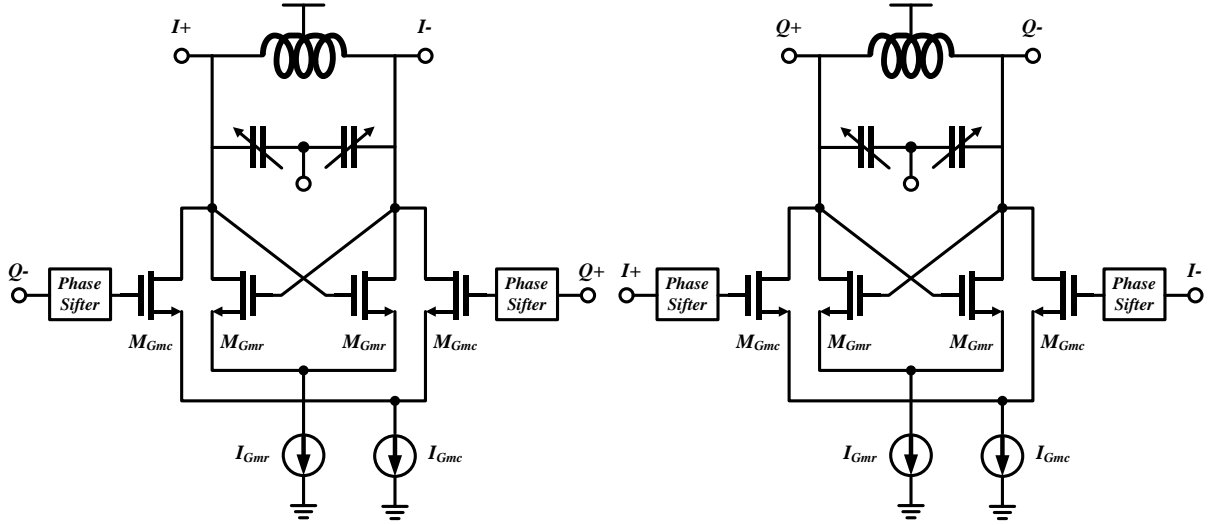 I+ I- Q+ Q-
Q- Phase Sifter Phase Sifter Q+ I+ Phase Sifter Phase Sifter I-
MGmc MGmr MGmr MGmc MGmc MGmr MGmr MGmc
IGmr IGmc IGmr IGmc